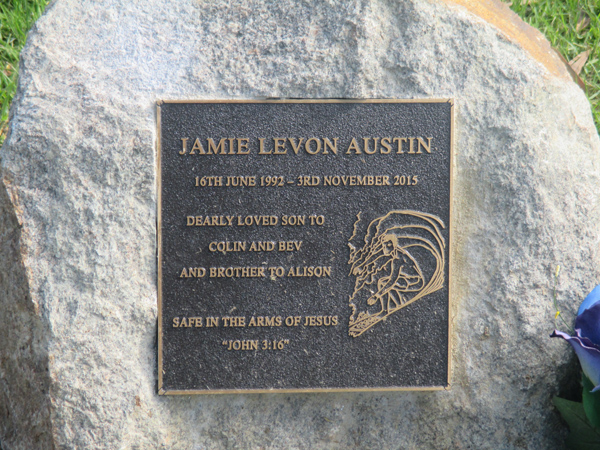 JAMIE LEVON AUSTIN
16TH JUNE 1992 – 3RD NOVEMBER 2015
DEARLY LOVED SON TO
COLIN AND BEV
AND BROTHER TO ALISON
SAFE IN THE ARMS OF JESUS
"JOHN 3:16"